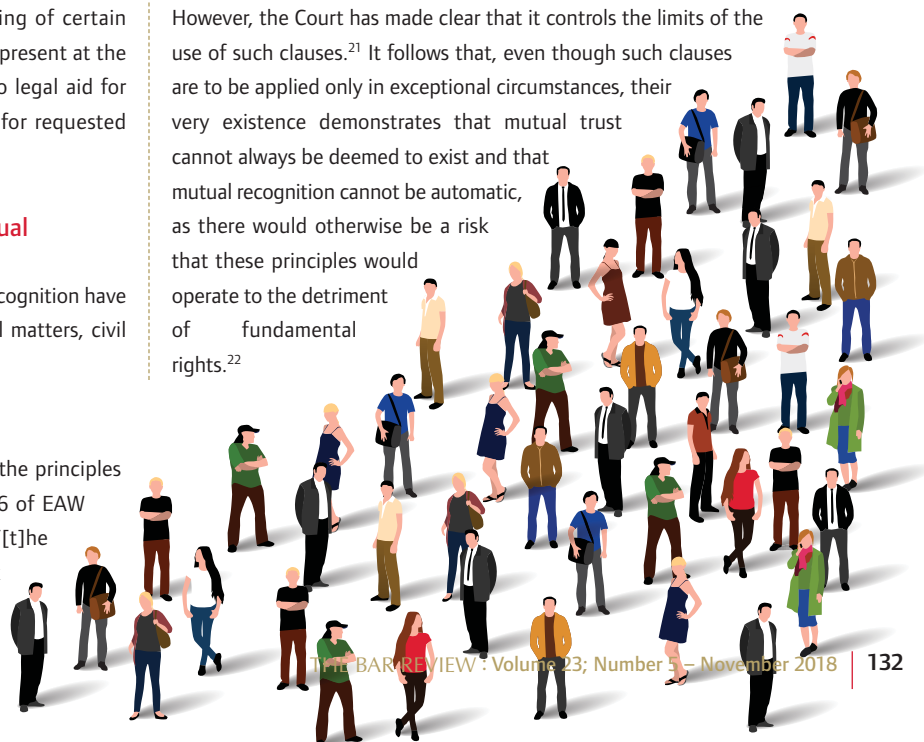 ing of certain
present at the
o legal aid for
for requested
ual
cognition have
l matters, civil
the principles
6 of EAW
[t]he
However, the Court has made clear that it controls the limits of the
use of such clauses.21 It follows that, even though such clauses
are to be applied only in exceptional circumstances, their
very existence demonstrates that mutual trust
cannot always be deemed to exist and that
mutual recognition cannot be automatic,
as there would otherwise be a risk
that these principles would
operate to the detriment
of fundamental
rights.22
THE BAR REVIEW : Volume 23; Number 5 – November 2018 132